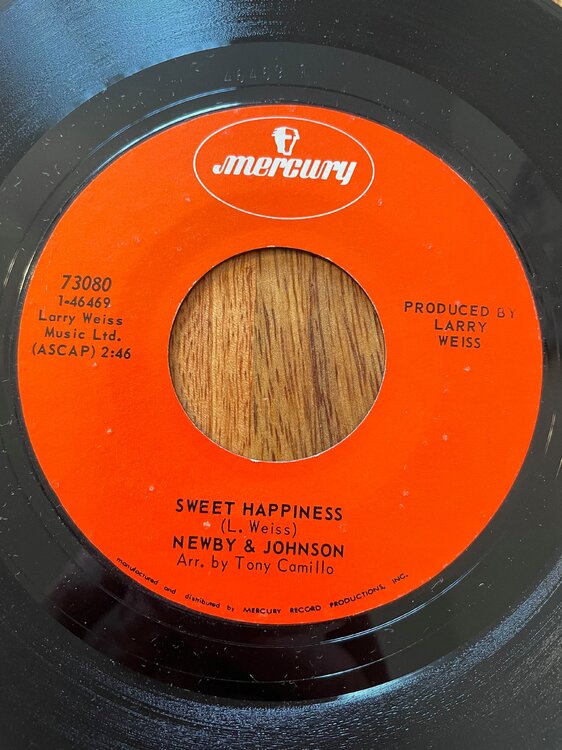 mercury
73080
1-46469
Larry Weiss
Music Ltd.
(ASCAP) 2:46
PRODUCED BY
LARRY
WEISS
SWEET HAPPINESS
(L. Weiss)
NEWBY & JOHNSON
Arr. by Tony Camillo
manufactured and distributed by MERCURY RECORD PRODUCTIONS, INC.